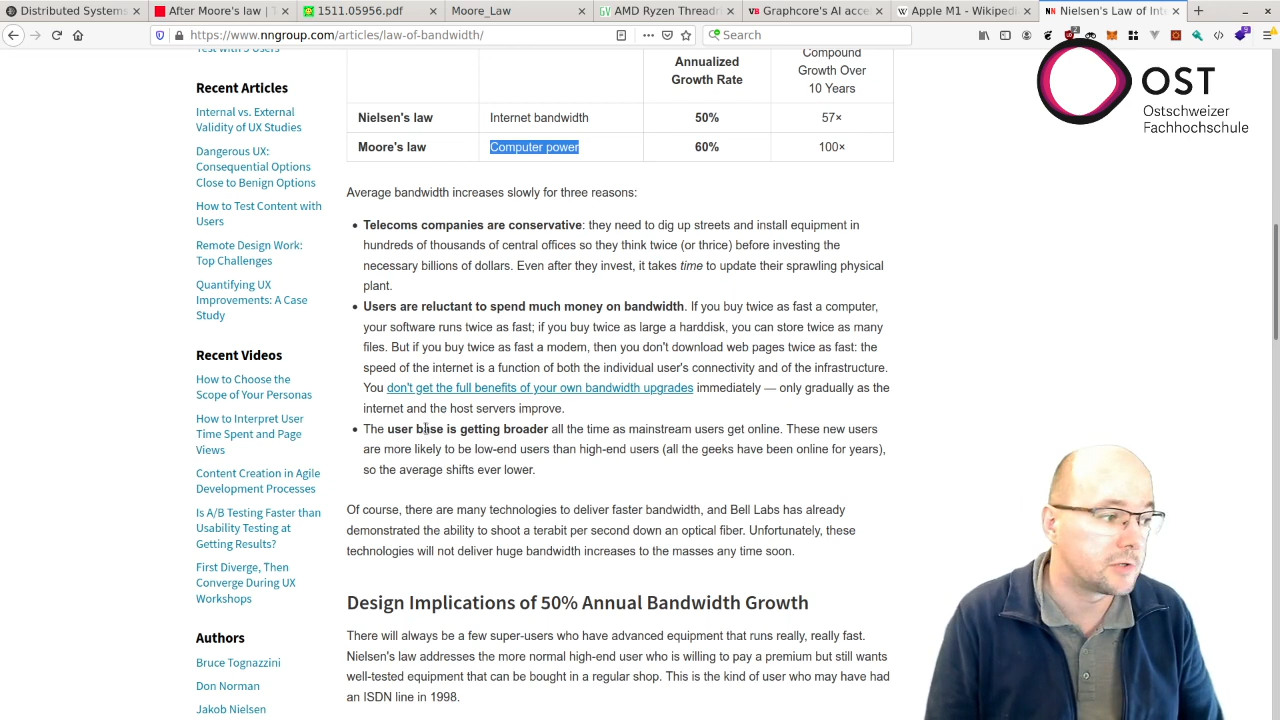 Distributed Systems
After Moore's law | T
1511.05956.pdf
Moore_Law
AMD Ryzen Threadr
Graphcore's AI acce
Apple M1 - Wikiped
Nielsen's Law of Inte
https://www.nngroup.com/articles/law-of-bandwidth/
Search
OST
Ostschweizer
Fachhochschule
Test with 5 Users
Recent Articles
Internal vs. External
Validity of UX Studies
Dangerous UX:
Consequential Options
Close to Benign Options
How to Test Content with
Users
Remote Design Work:
Top Challenges
Quantifying UX
Improvements: A Case
Study
Recent Videos
How to Choose the
Scope of Your Personas
How to Interpret User
Time Spent and Page
Views
Content Creation in Agile
Development Processes
Is A/B Testing Faster than
Usability Testing at
Getting Results?
First Diverge, Then
Converge During UX
Workshops
Authors
Bruce Tognazzini
Don Norman
Jakob Nielsen
Annualized
Growth Rate
Compound
Growth Over
10 Years
Nielsen's law Internet bandwidth 50% 57×
Moore's law Computer power 60% 100×
Average bandwidth increases slowly for three reasons:
• Telecoms companies are conservative: they need to dig up streets and install equipment in
hundreds of thousands of central offices so they think twice (or thrice) before investing the
necessary billions of dollars. Even after they invest, it takes time to update their sprawling physical
plant.
• Users are reluctant to spend much money on bandwidth. If you buy twice as fast a computer,
your software runs twice as fast; if you buy twice as large a harddisk, you can store twice as many
files. But if you buy twice as fast a modem, then you don't download web pages twice as fast: the
speed of the internet is a function of both the individual user's connectivity and of the infrastructure.
You don't get the full benefits of your own bandwidth upgrades immediately — only gradually as the
internet and the host servers improve.
• The user base is getting broader all the time as mainstream users get online. These new users
are more likely to be low-end users than high-end users (all the geeks have been online for years),
so the average shifts ever lower.
Of course, there are many technologies to deliver faster bandwidth, and Bell Labs has already
demonstrated the ability to shoot a terabit per second down an optical fiber. Unfortunately, these
technologies will not deliver huge bandwidth increases to the masses any time soon.
Design Implications of 50% Annual Bandwidth Growth
There will always be a few super-users who have advanced equipment that runs really, really fast.
Nielsen's law addresses the more normal high-end user who is willing to pay a premium but still wants
well-tested equipment that can be bought in a regular shop. This is the kind of user who may have had
an ISDN line in 1998.